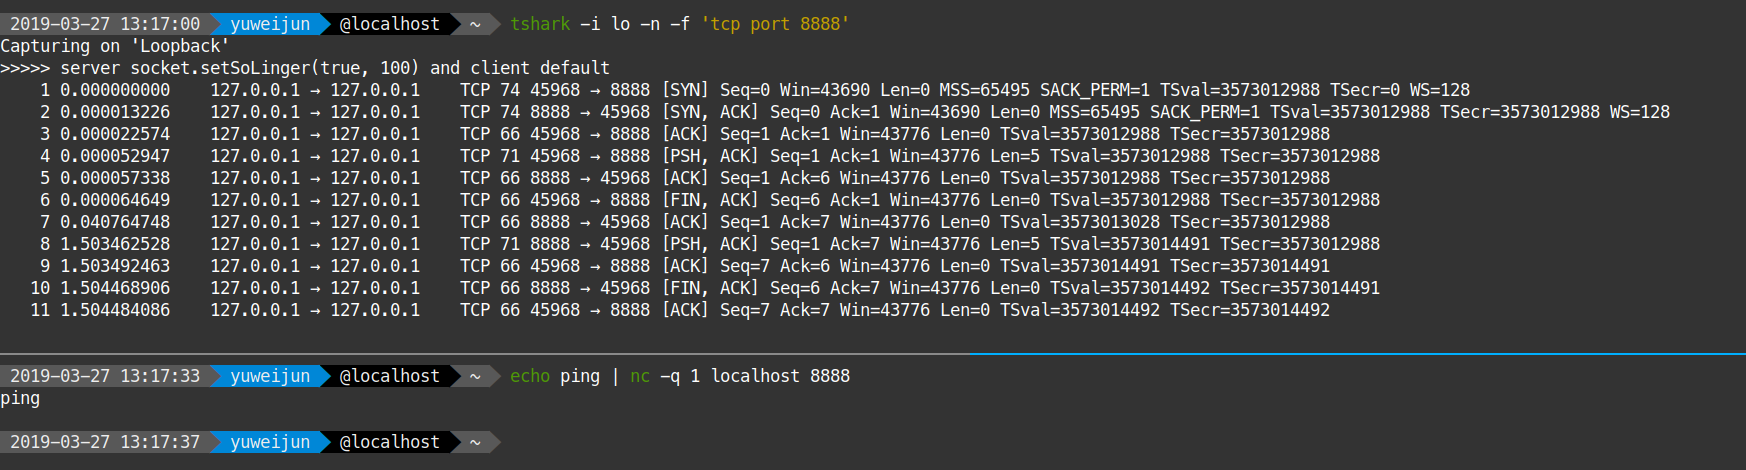 2019-03-27 13:17:00 yuweijun @localhost ~ tshark -i lo -n -f 'tcp port 8888'
Capturing on 'Loopback'
>>>>> server socket.setSoLinger(true, 100) and client default
1 0.000000000 127.0.0.1 → 127.0.0.1 TCP 74 45968 → 8888 [SYN] Seq=0 Win=43690 Len=0 MSS=65495 SACK_PERM=1 TSval=3573012988 TSecr=0 WS=128
2 0.000013226 127.0.0.1 → 127.0.0.1 TCP 74 8888 → 45968 [SYN, ACK] Seq=0 Ack=1 Win=43690 Len=0 MSS=65495 SACK_PERM=1 TSval=3573012988 TSecr=3573012988 WS=128
3 0.000022574 127.0.0.1 → 127.0.0.1 TCP 66 45968 → 8888 [ACK] Seq=1 Ack=1 Win=43776 Len=0 TSval=3573012988 TSecr=3573012988
4 0.000052947 127.0.0.1 → 127.0.0.1 TCP 71 45968 → 8888 [PSH, ACK] Seq=1 Ack=1 Win=43776 Len=5 TSval=3573012988 TSecr=3573012988
5 0.000057338 127.0.0.1 → 127.0.0.1 TCP 66 8888 → 45968 [ACK] Seq=1 Ack=6 Win=43776 Len=0 TSval=3573012988 TSecr=3573012988
6 0.000064649 127.0.0.1 → 127.0.0.1 TCP 66 45968 → 8888 [FIN, ACK] Seq=6 Ack=1 Win=43776 Len=0 TSval=3573012988 TSecr=3573012988
7 0.040764748 127.0.0.1 → 127.0.0.1 TCP 66 8888 → 45968 [ACK] Seq=1 Ack=7 Win=43776 Len=0 TSval=3573013028 TSecr=3573012988
8 1.503462528 127.0.0.1 → 127.0.0.1 TCP 71 8888 → 45968 [PSH, ACK] Seq=1 Ack=7 Win=43776 Len=5 TSval=3573014491 TSecr=3573012988
9 1.503492463 127.0.0.1 → 127.0.0.1 TCP 66 45968 → 8888 [ACK] Seq=7 Ack=6 Win=43776 Len=0 TSval=3573014491 TSecr=3573014491
10 1.504468906 127.0.0.1 → 127.0.0.1 TCP 66 8888 → 45968 [FIN, ACK] Seq=6 Ack=7 Win=43776 Len=0 TSval=3573014492 TSecr=3573014491
11 1.504484086 127.0.0.1 → 127.0.0.1 TCP 66 45968 → 8888 [ACK] Seq=7 Ack=7 Win=43776 Len=0 TSval=3573014492 TSecr=3573014492
2019-03-27 13:17:33 yuweijun @localhost ~ echo ping | nc -q 1 localhost 8888
ping
2019-03-27 13:17:37 yuweijun @localhost ~